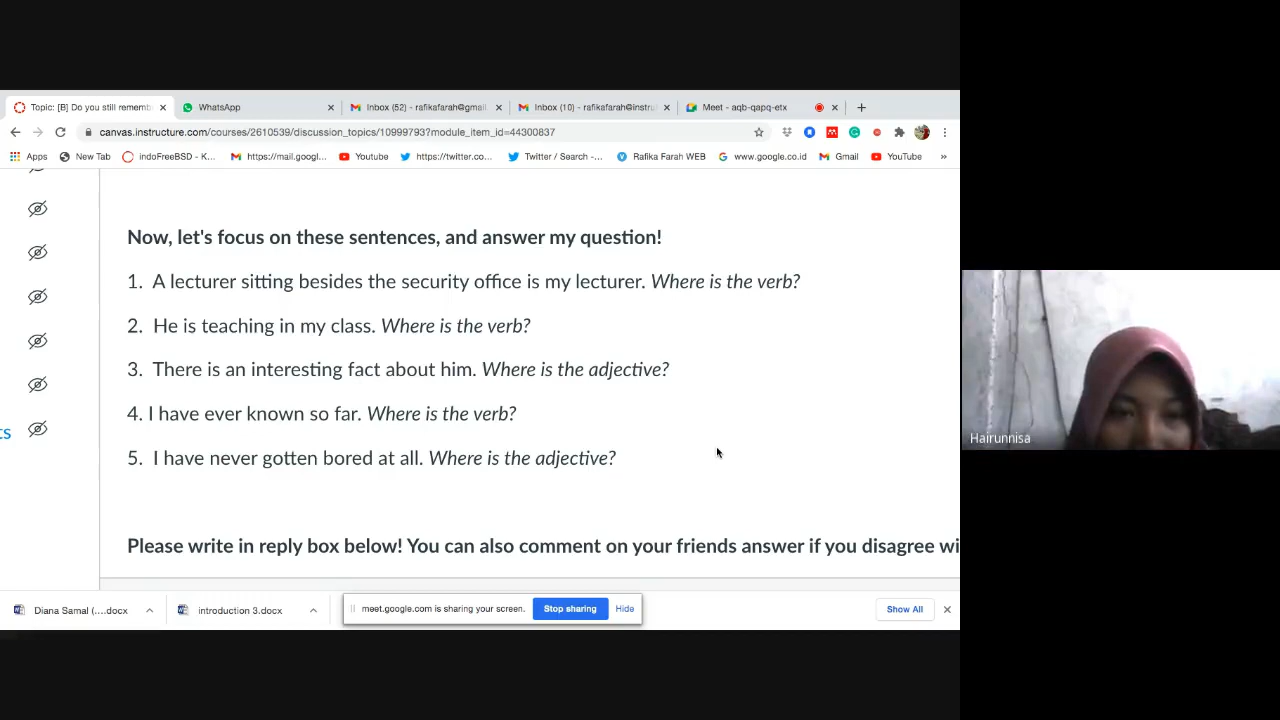 Topic: [B] Do you still rememb
WhatsApp
Inbox (52) - rafikafarah@gmail.
Inbox (10) - rafikafarah@instru
Meet - aqb-qapq-etx
canvas.instructure.com/courses/2610539/discussion_topics/10999793?module_item_id=44300837
Apps
New Tab
indoFreeBSD - K...
https://mail.googl...
Youtube
https://twitter.co...
Twitter / Search -...
Rafika Farah WEB
www.google.co.id
Gmail
YouTube
»
Now, let's focus on these sentences, and answer my question!
1. A lecturer sitting besides the security office is my lecturer. Where is the verb?
2. He is teaching in my class. Where is the verb?
3. There is an interesting fact about him. Where is the adjective?
4. I have ever known so far. Where is the verb?
ts
5. I have never gotten bored at all. Where is the adjective?
Hairunnisa
Please write in reply box below! You can also comment on your friends answer if you disagree wi
Diana Samal (....docx
introduction 3.docx
meet.google.com is sharing your screen.
Stop sharing
Hide
Show All